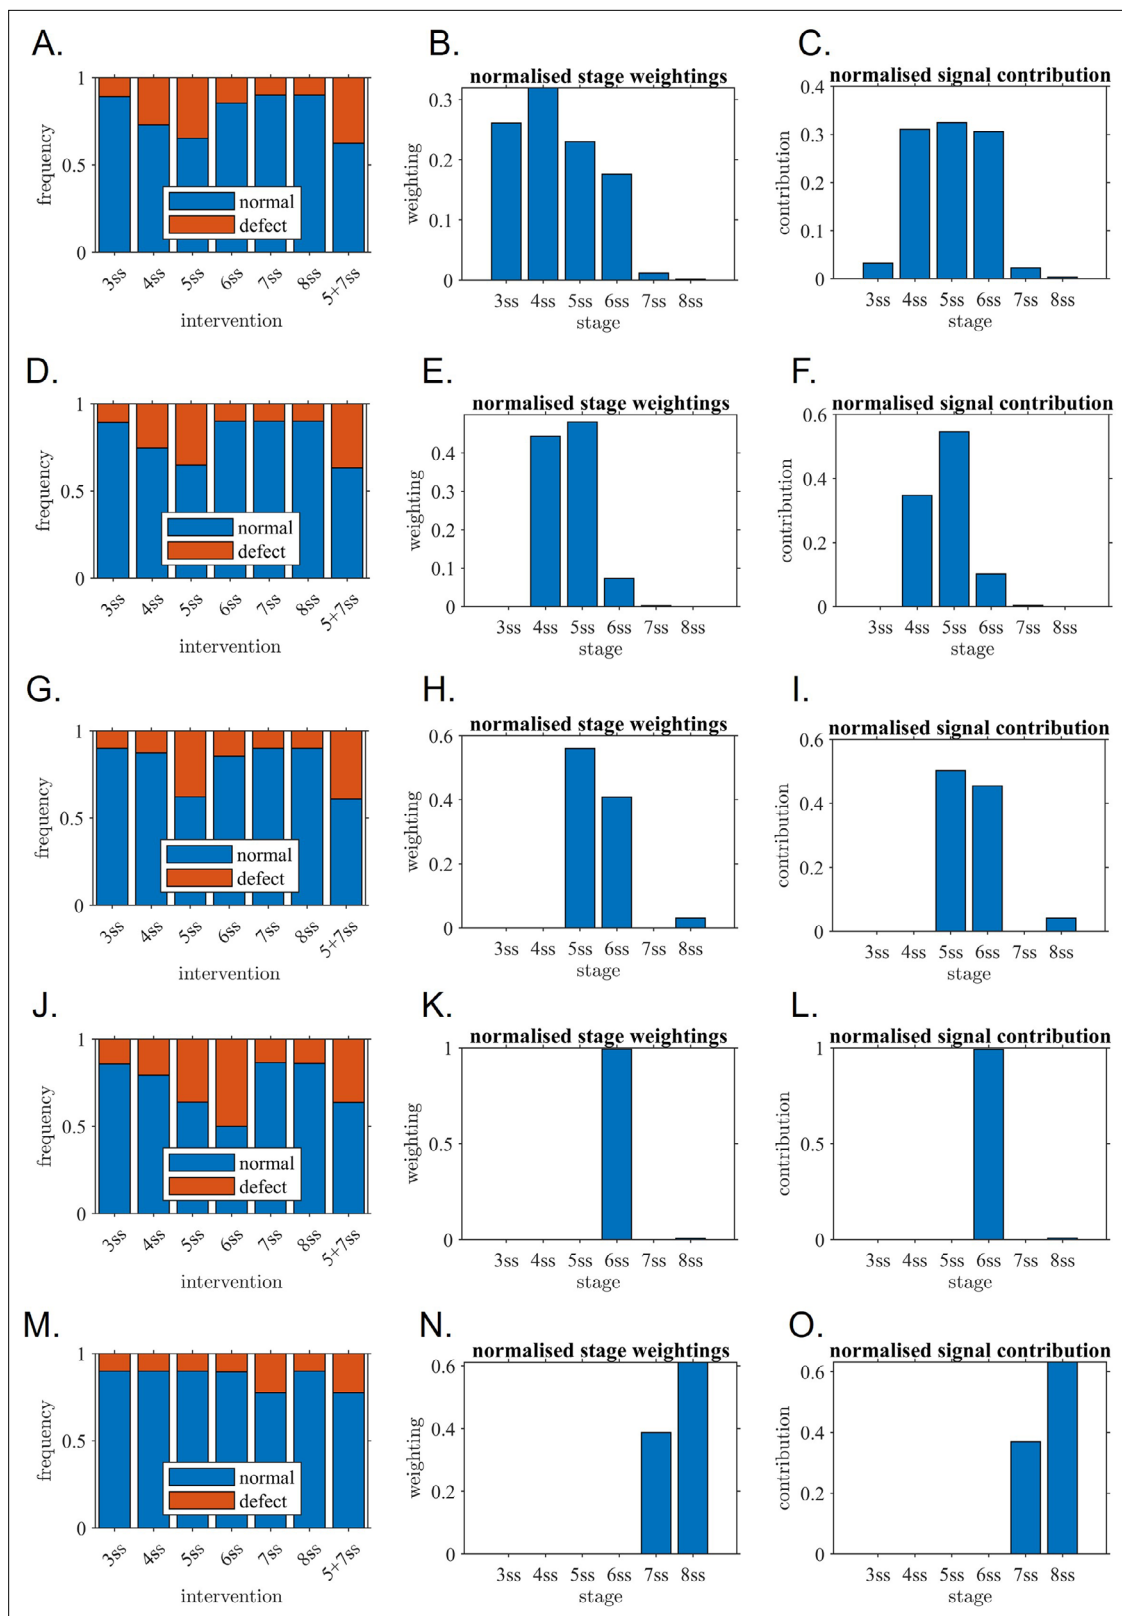 A.
B.
C.
normalised stage weightings
normalised signal contribution
1
0.5
0
frequency
normal
defect
3ss 4ss 5ss 6ss 7ss 8ss 5+7ss
intervention
0.3
0.2
0.1
0
weighting
3ss 4ss 5ss 6ss 7ss 8ss
stage
0.4
0.3
0.2
0.1
0
contribution
3ss 4ss 5ss 6ss 7ss 8ss
stage
D.
E.
F.
normalised stage weightings
normalised signal contribution
1
0.5
0
frequency
normal
defect
3ss 4ss 5ss 6ss 7ss 8ss 5+7ss
intervention
0.4
0.3
0.2
0.1
0
weighting
3ss 4ss 5ss 6ss 7ss 8ss
stage
0.6
0.4
0.2
0
contribution
3ss 4ss 5ss 6ss 7ss 8ss
stage
G.
H.
I.
normalised stage weightings
normalised signal contribution
1
0.5
0
frequency
normal
defect
3ss 4ss 5ss 6ss 7ss 8ss 5+7ss
intervention
0.6
0.4
0.2
0
weighting
3ss 4ss 5ss 6ss 7ss 8ss
stage
0.6
0.4
0.2
0
contribution
3ss 4ss 5ss 6ss 7ss 8ss
stage
J.
K.
L.
normalised stage weightings
normalised signal contribution
1
0.5
0
frequency
normal
defect
3ss 4ss 5ss 6ss 7ss 8ss 5+7ss
intervention
1
0.5
0
weighting
3ss 4ss 5ss 6ss 7ss 8ss
stage
1
0.5
0
contribution
3ss 4ss 5ss 6ss 7ss 8ss
stage
M.
N.
O.
normalised stage weightings
normalised signal contribution
1
0.5
0
frequency
normal
defect
3ss 4ss 5ss 6ss 7ss 8ss 5+7ss
intervention
0.6
0.4
0.2
0
weighting
3ss 4ss 5ss 6ss 7ss 8ss
stage
0.6
0.4
0.2
0
contribution
3ss 4ss 5ss 6ss 7ss 8ss
stage